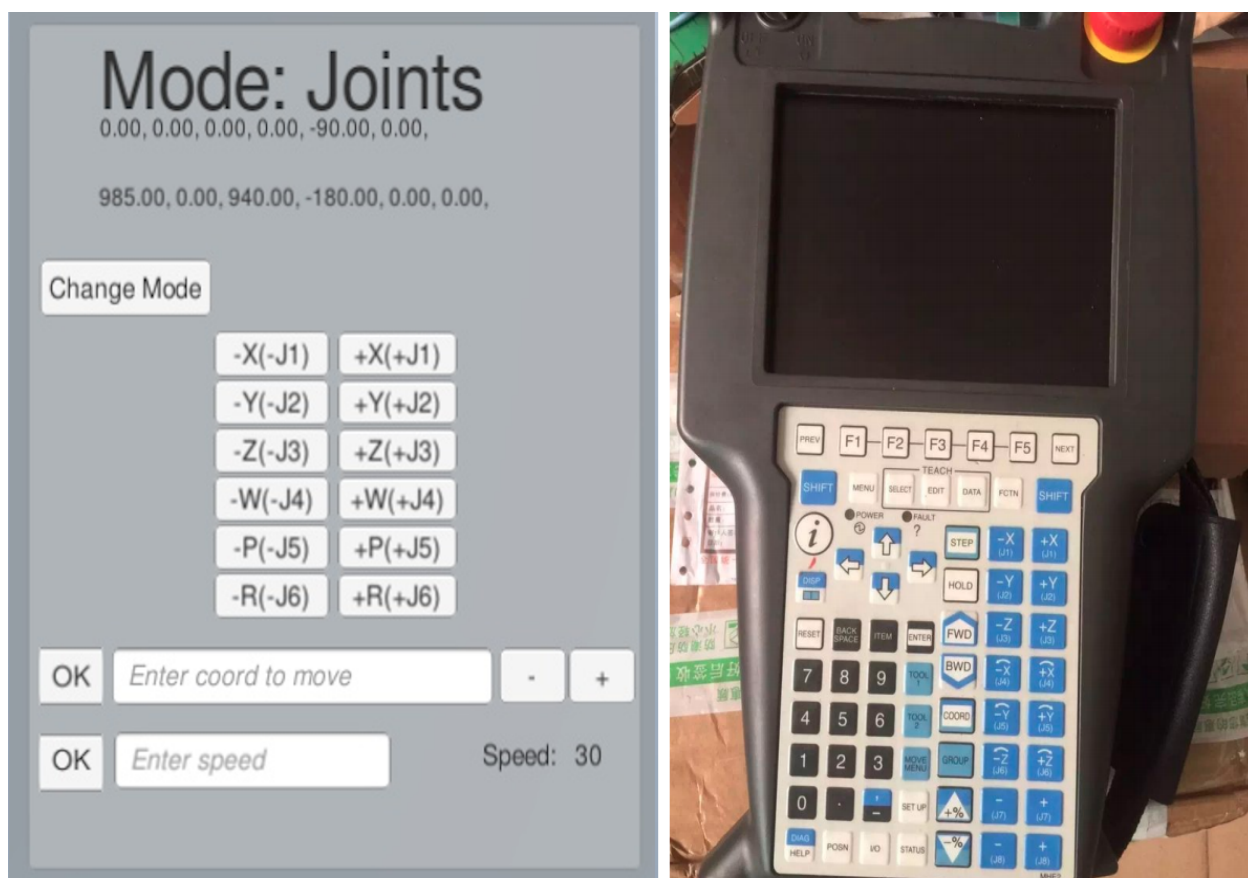 Mode: Joints
0.00, 0.00, 0.00, 0.00, -90.00, 0.00,
985.00, 0.00, 940.00, -180.00, 0.00, 0.00,
Change Mode
-X(-J1) +X(+J1)
-Y(-J2) +Y(+J2)
-Z(-J3) +Z(+J3)
-W(-J4) +W(+J4)
-P(-J5) +P(+J5)
-R(-J6) +R(+J6)
OK Enter coord to move - +
OK Enter speed Speed: 30
PREV F1 F2 F3 F4 F5 NEXT
TEACH
SHIFT MENU SELECT EDIT DATA FCTN SHIFT
i POWER FAULT
? STEP -X (J1) +X (J1)
DISP HOLD -Y (J2) +Y (J2)
RESET BACK SPACE ITEM ENTER FWD -Z (J3) +Z (J3)
7 8 9 TOOL 1 BWD -X (J4) +X (J4)
4 5 6 TOOL 2 COORD -Y (J5) +Y (J5)
1 2 3 MOVE MENU GROUP -Z (J6) +Z (J6)
0 . , - SET UP +% - (J7) + (J7)
DIAG HELP POSN I/O STATUS -% - (J8) + (J8)